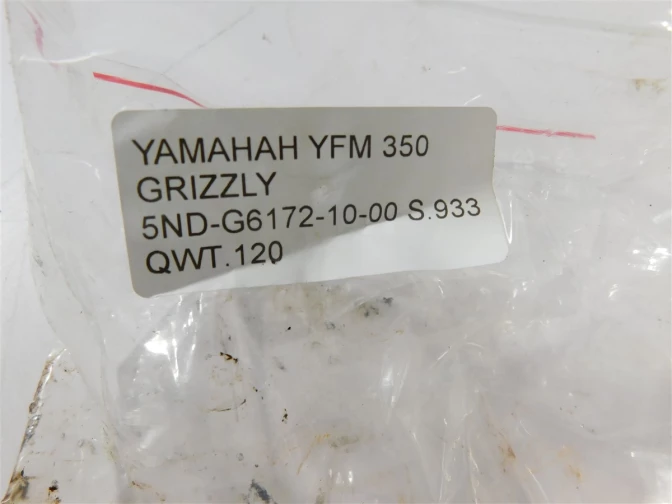 YAMAHAH YFM 350
GRIZZLY
5ND-G6172-10-00 S.933
QWT.120